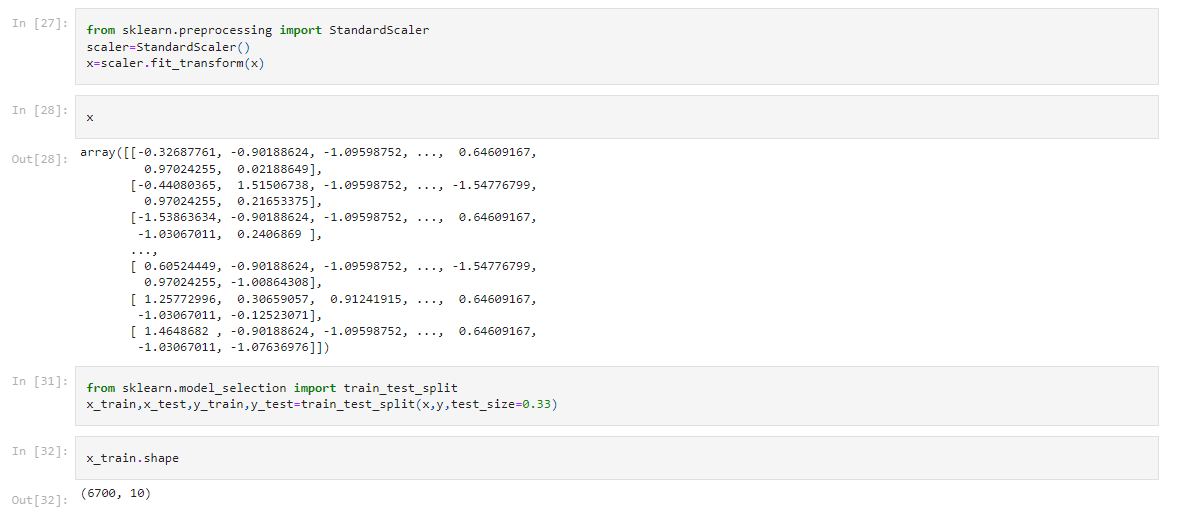 In [27]:
from sklearn.preprocessing import StandardScaler
scaler=StandardScaler()
x=scaler.fit_transform(x)
In [28]:
x
Out[28]:
array([[-0.32687761, -0.90188624, -1.09598752, ...,  0.64609167,
         0.97024255,  0.02188649],
       [-0.44080365,  1.51506738, -1.09598752, ..., -1.54776799,
         0.97024255,  0.21653375],
       [-1.53863634, -0.90188624, -1.09598752, ...,  0.64609167,
        -1.03067011,  0.2406869 ],
       ...,
       [ 0.60524449, -0.90188624, -1.09598752, ..., -1.54776799,
         0.97024255, -1.00864308],
       [ 1.25772996,  0.30659057,  0.91241915, ...,  0.64609167,
        -1.03067011, -0.12523071],
       [ 1.4648682 , -0.90188624, -1.09598752, ...,  0.64609167,
        -1.03067011, -1.07636976]])
In [31]:
from sklearn.model_selection import train_test_split
x_train,x_test,y_train,y_test=train_test_split(x,y,test_size=0.33)
In [32]:
x_train.shape
Out[32]:
(6700, 10)